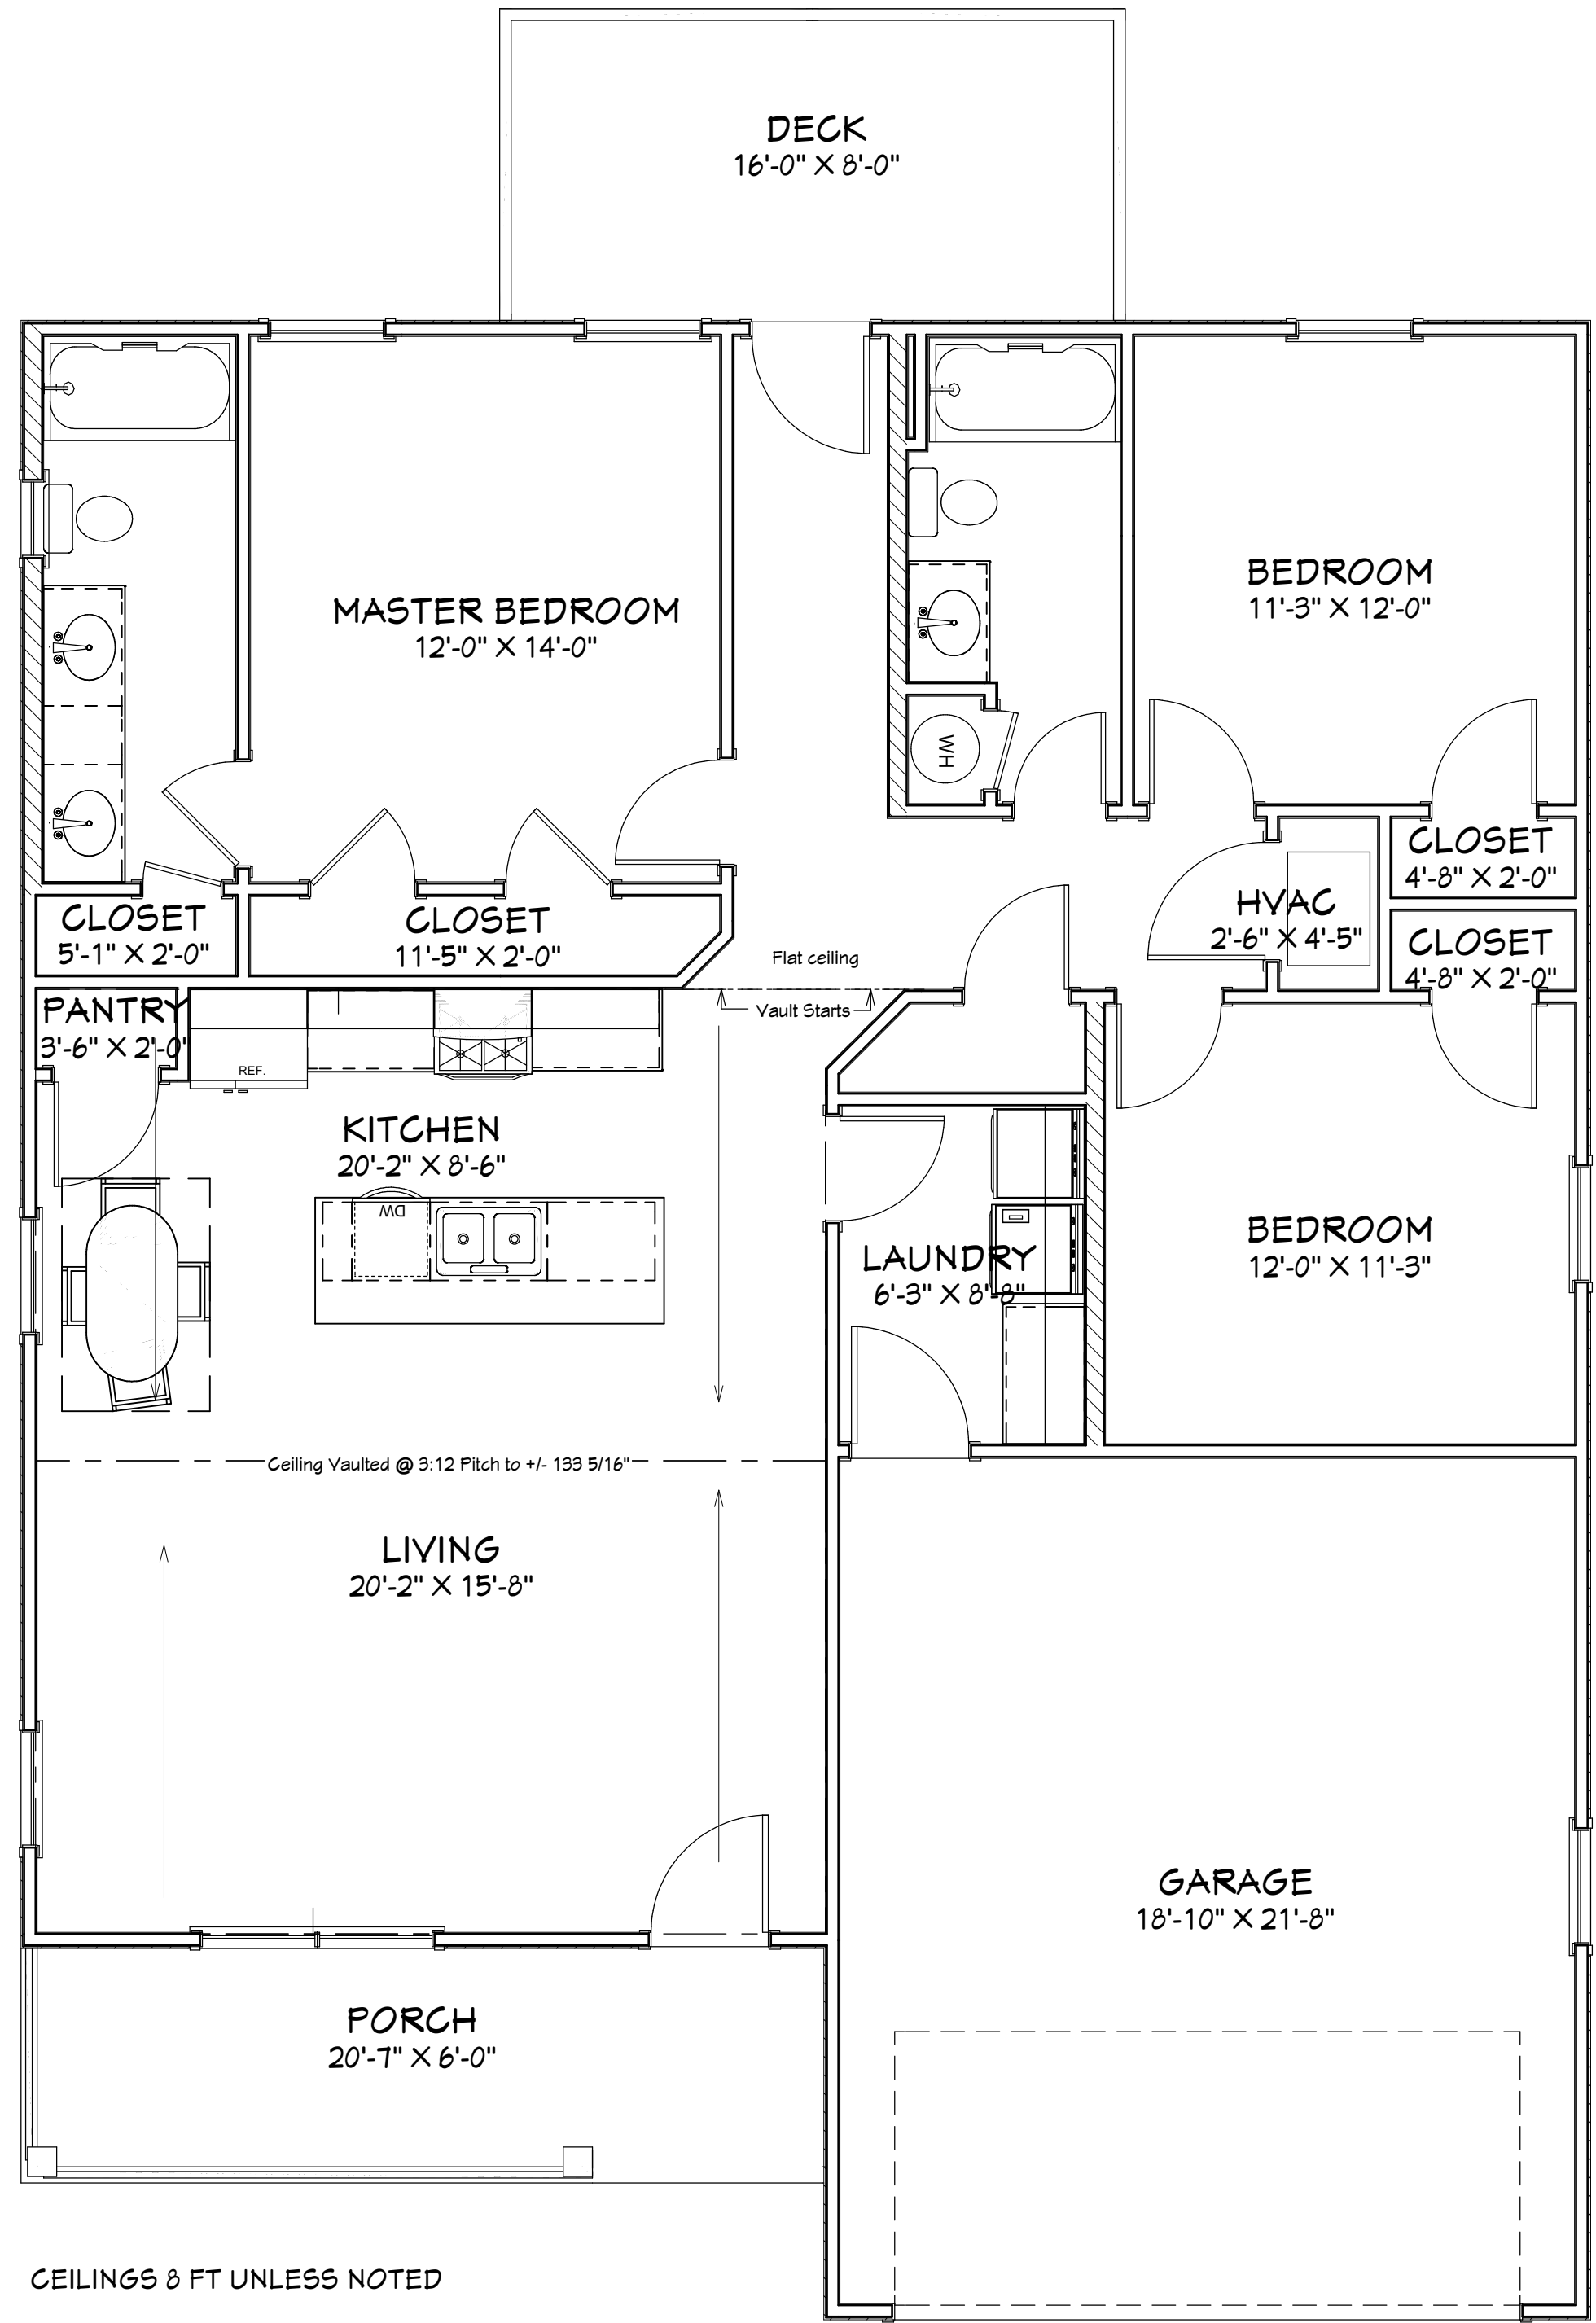 DECK
16'-0" X 8'-0"
MASTER BEDROOM
12'-0" X 14'-0"
BEDROOM
11'-3" X 12'-0"
WH
CLOSET
5'-1" X 2'-0"
CLOSET
11'-5" X 2'-0"
HVAC
2'-6" X 4'-5"
CLOSET
4'-8" X 2'-0"
CLOSET
4'-8" X 2'-0"
Flat ceiling
Vault Starts
PANTRY
3'-6" X 2'-0"
REF.
KITCHEN
20'-2" X 8'-6"
DW
LAUNDRY
6'-3" X 8'-8"
BEDROOM
12'-0" X 11'-3"
Ceiling Vaulted @ 3:12 Pitch to +/- 133 5/16"
LIVING
20'-2" X 15'-8"
GARAGE
18'-10" X 21'-8"
PORCH
20'-7" X 6'-0"
CEILINGS 8 FT UNLESS NOTED